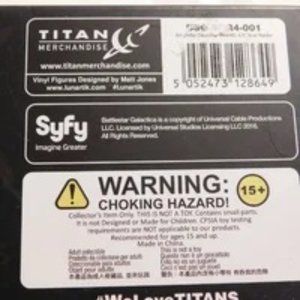 TITAN
MERCHANDISE
Vinyl Figures Designed by Matt Jones
www.lunartik.com #Lunartik
-001
5 052473 128649
Syfy
Imagine Greater
Battlestar Galactica is a copyright of Universal Cable Productions
LLC. Licensed by Universal Studios Licensing LLC 2016.
All Rights Reserved.
WARNING:
CHOKING HAZARD!
15+
Collector's Item Only. THIS IS NOT A TOY. Contains small-parts.
It is not Designed or Made for Children. CPSIA toy testing
requirements are NOT applicable to our products.
Recommended for ages 15 and up.
Made in China.
Adult collectible
This is not a toy
#WeLoveTITANS